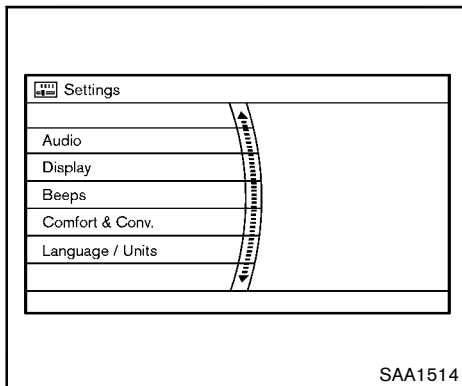 Settings
Audio
Display
Beeps
Comfort & Conv.
Language / Units
SAA1514